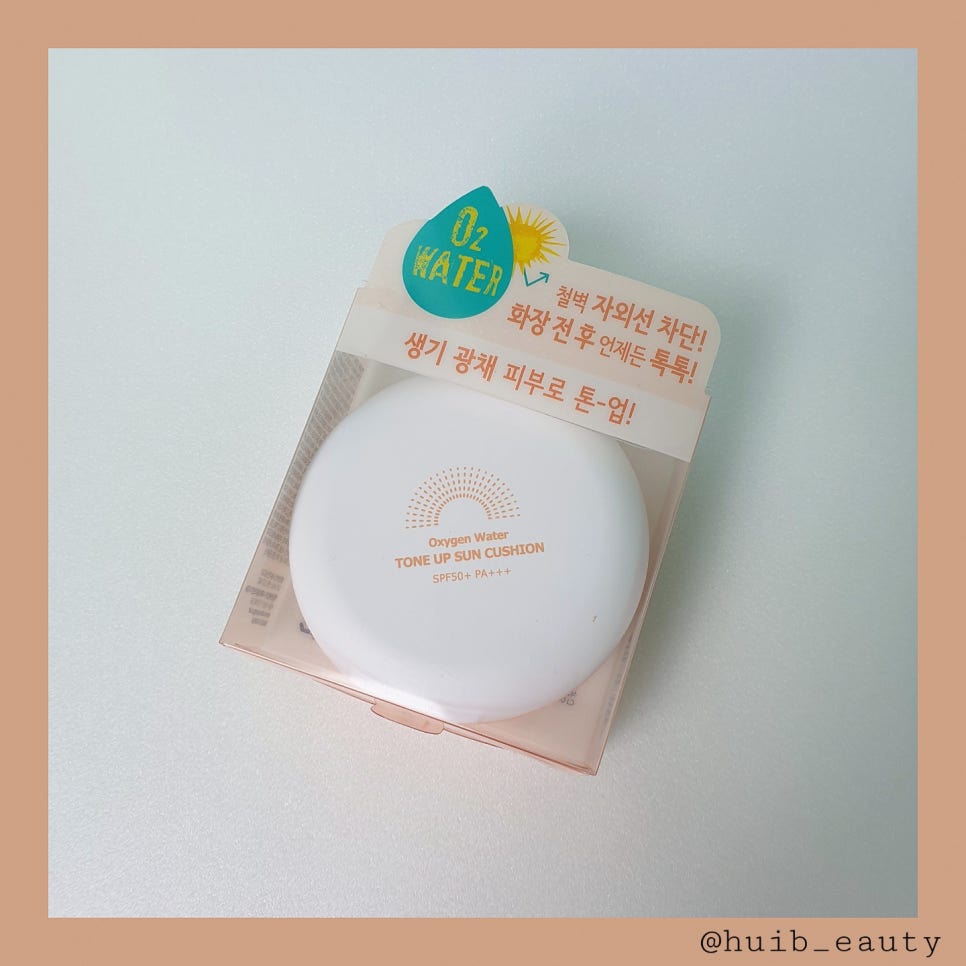 O2
WATER
철벽 자외선 차단!
화장 전 후 언제든 톡톡!
생기 광채 피부로 톤-업!
Oxygen Water
TONE UP SUN CUSHION
SPF50+ PA+++
@huib_eauty